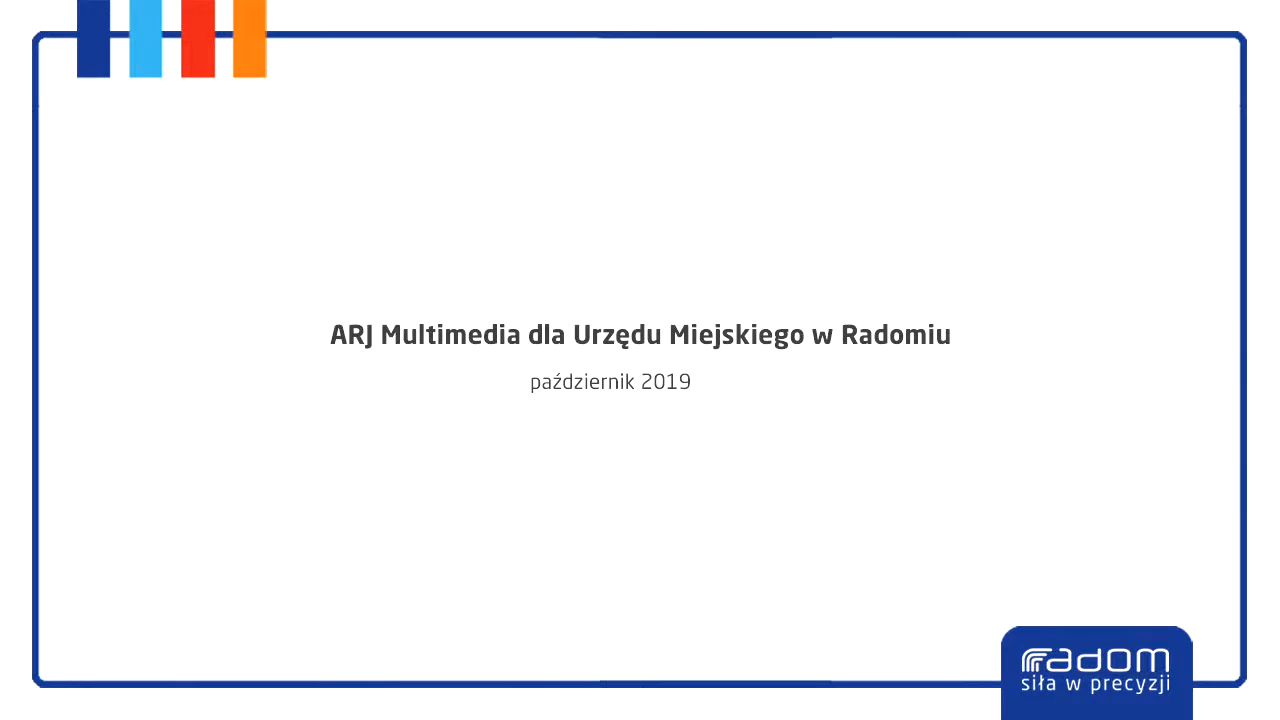 ARJ Multimedia dla Urzędu Miejskiego w Radomiu
październik 2019
radom
siła w precyzji